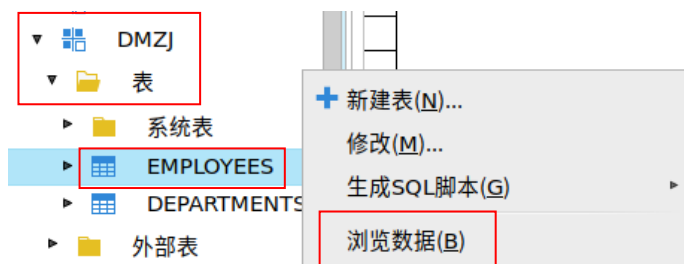 DMZJ
表
系统表
EMPLOYEES
DEPARTMENTS
外部表
新建表(N)...
修改(M)...
生成SQL脚本(G)
浏览数据(B)